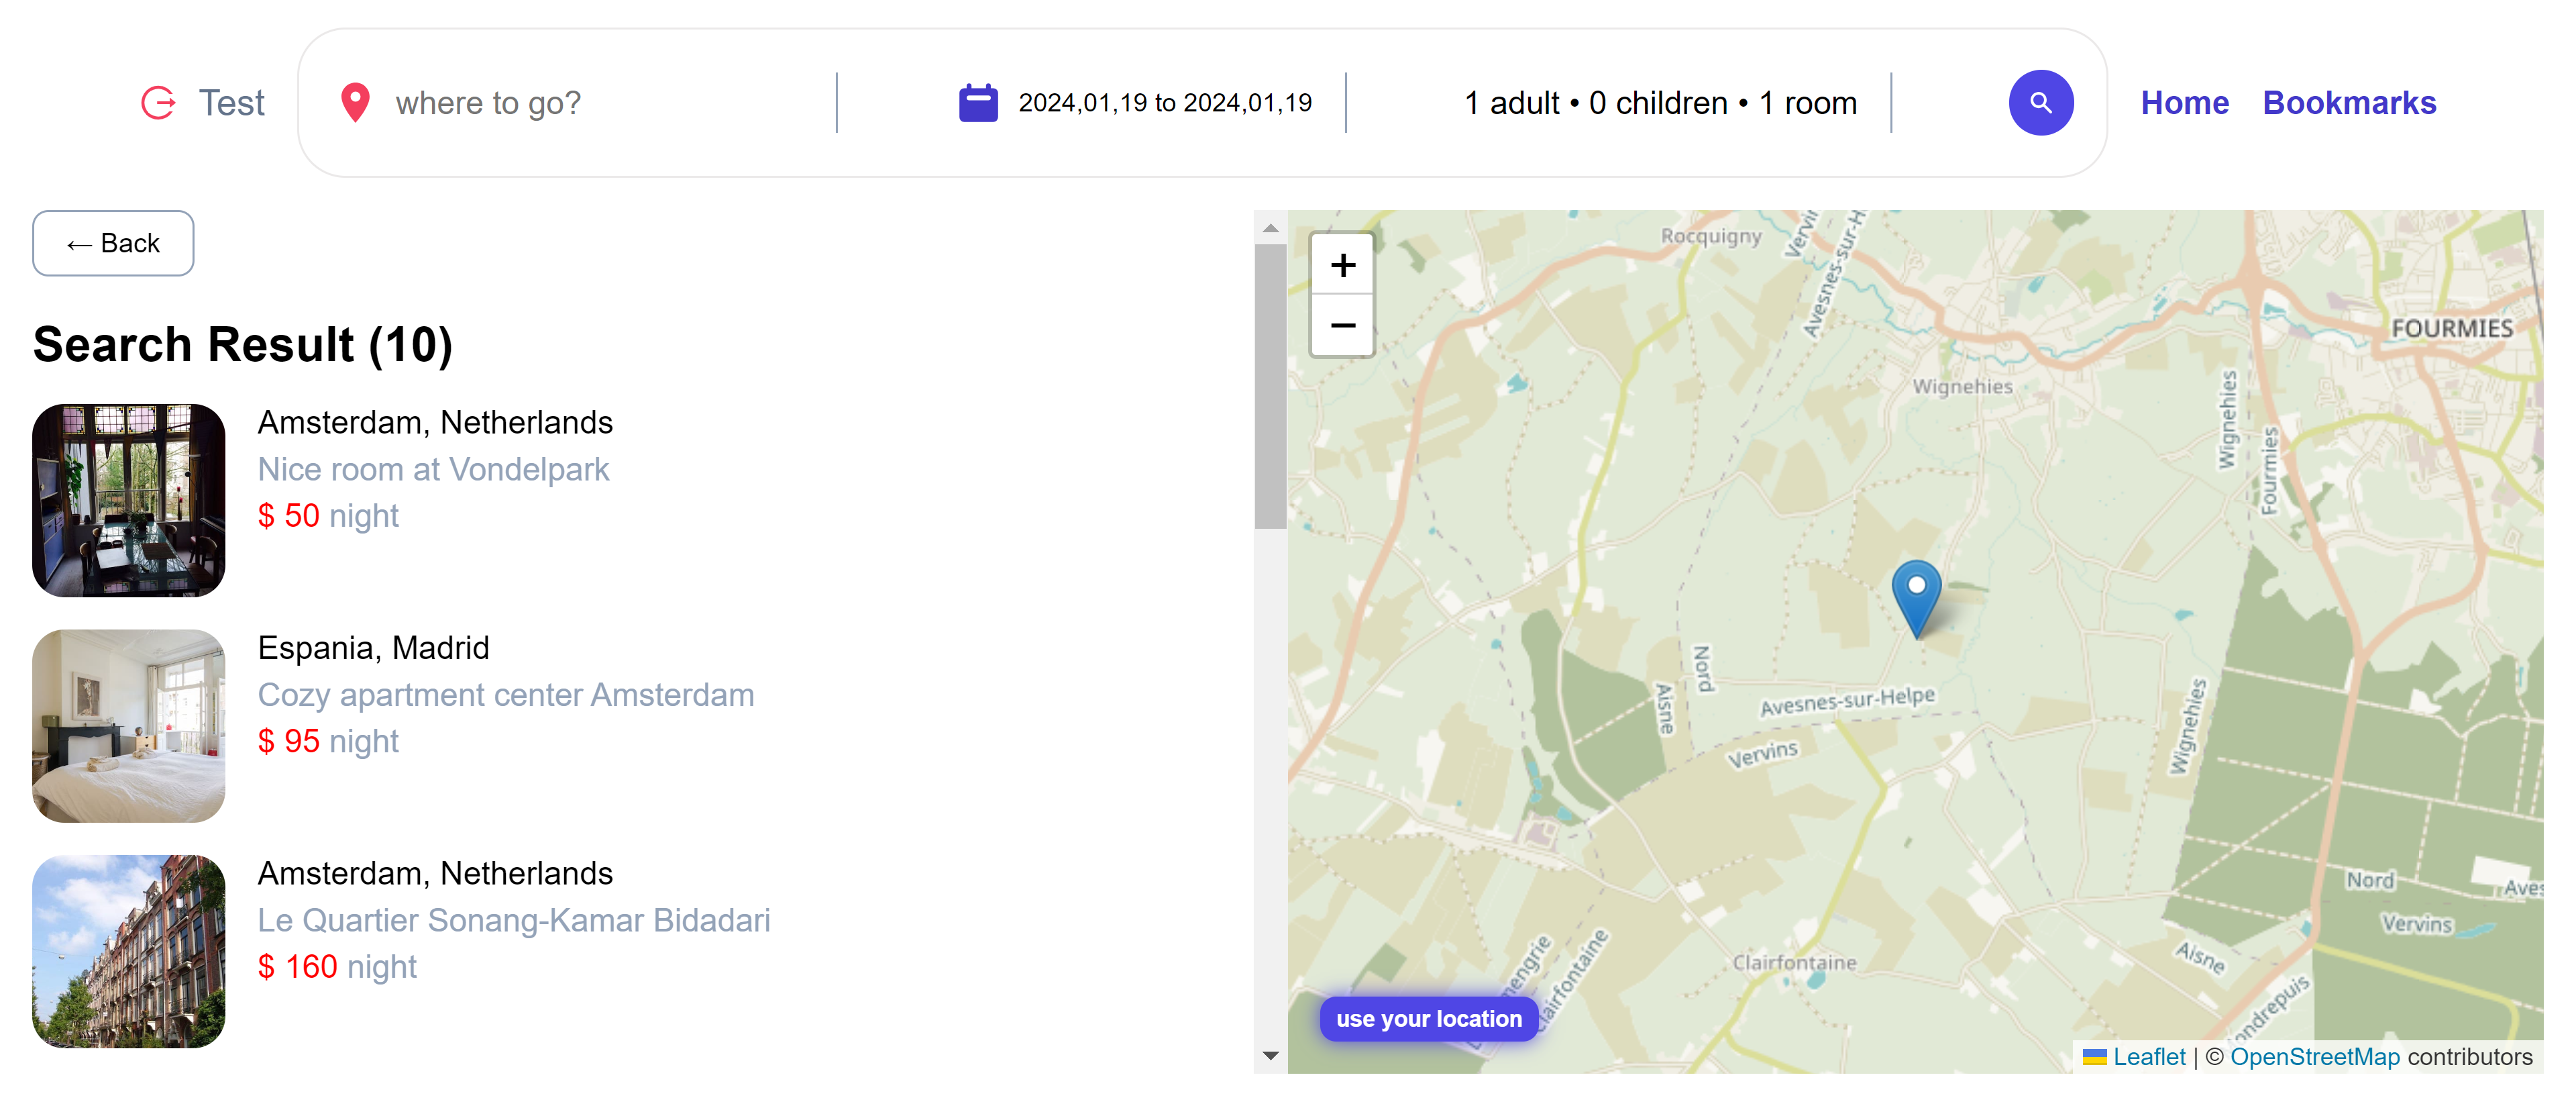 Test
where to go?
2024,01,19 to 2024,01,19
1 adult • 0 children • 1 room
Home
Bookmarks
← Back
Search Result (10)
Amsterdam, Netherlands
Nice room at Vondelpark
$ 50 night
Espania, Madrid
Cozy apartment center Amsterdam
$ 95 night
Amsterdam, Netherlands
Le Quartier Sonang-Kamar Bidadari
$ 160 night
+
−
Rocquigny
Avesnes-sur-H
FOURMIES
Wignehies
Wignehies
Fourmies
Nord
Aisne
Avesnes-sur-Helpe
Vervins
Wignehies
Nord
Aves
Vervins
Aisne
Clairfontaine
Clairfontaine
use your location
Leaflet | © OpenStreetMap contributors